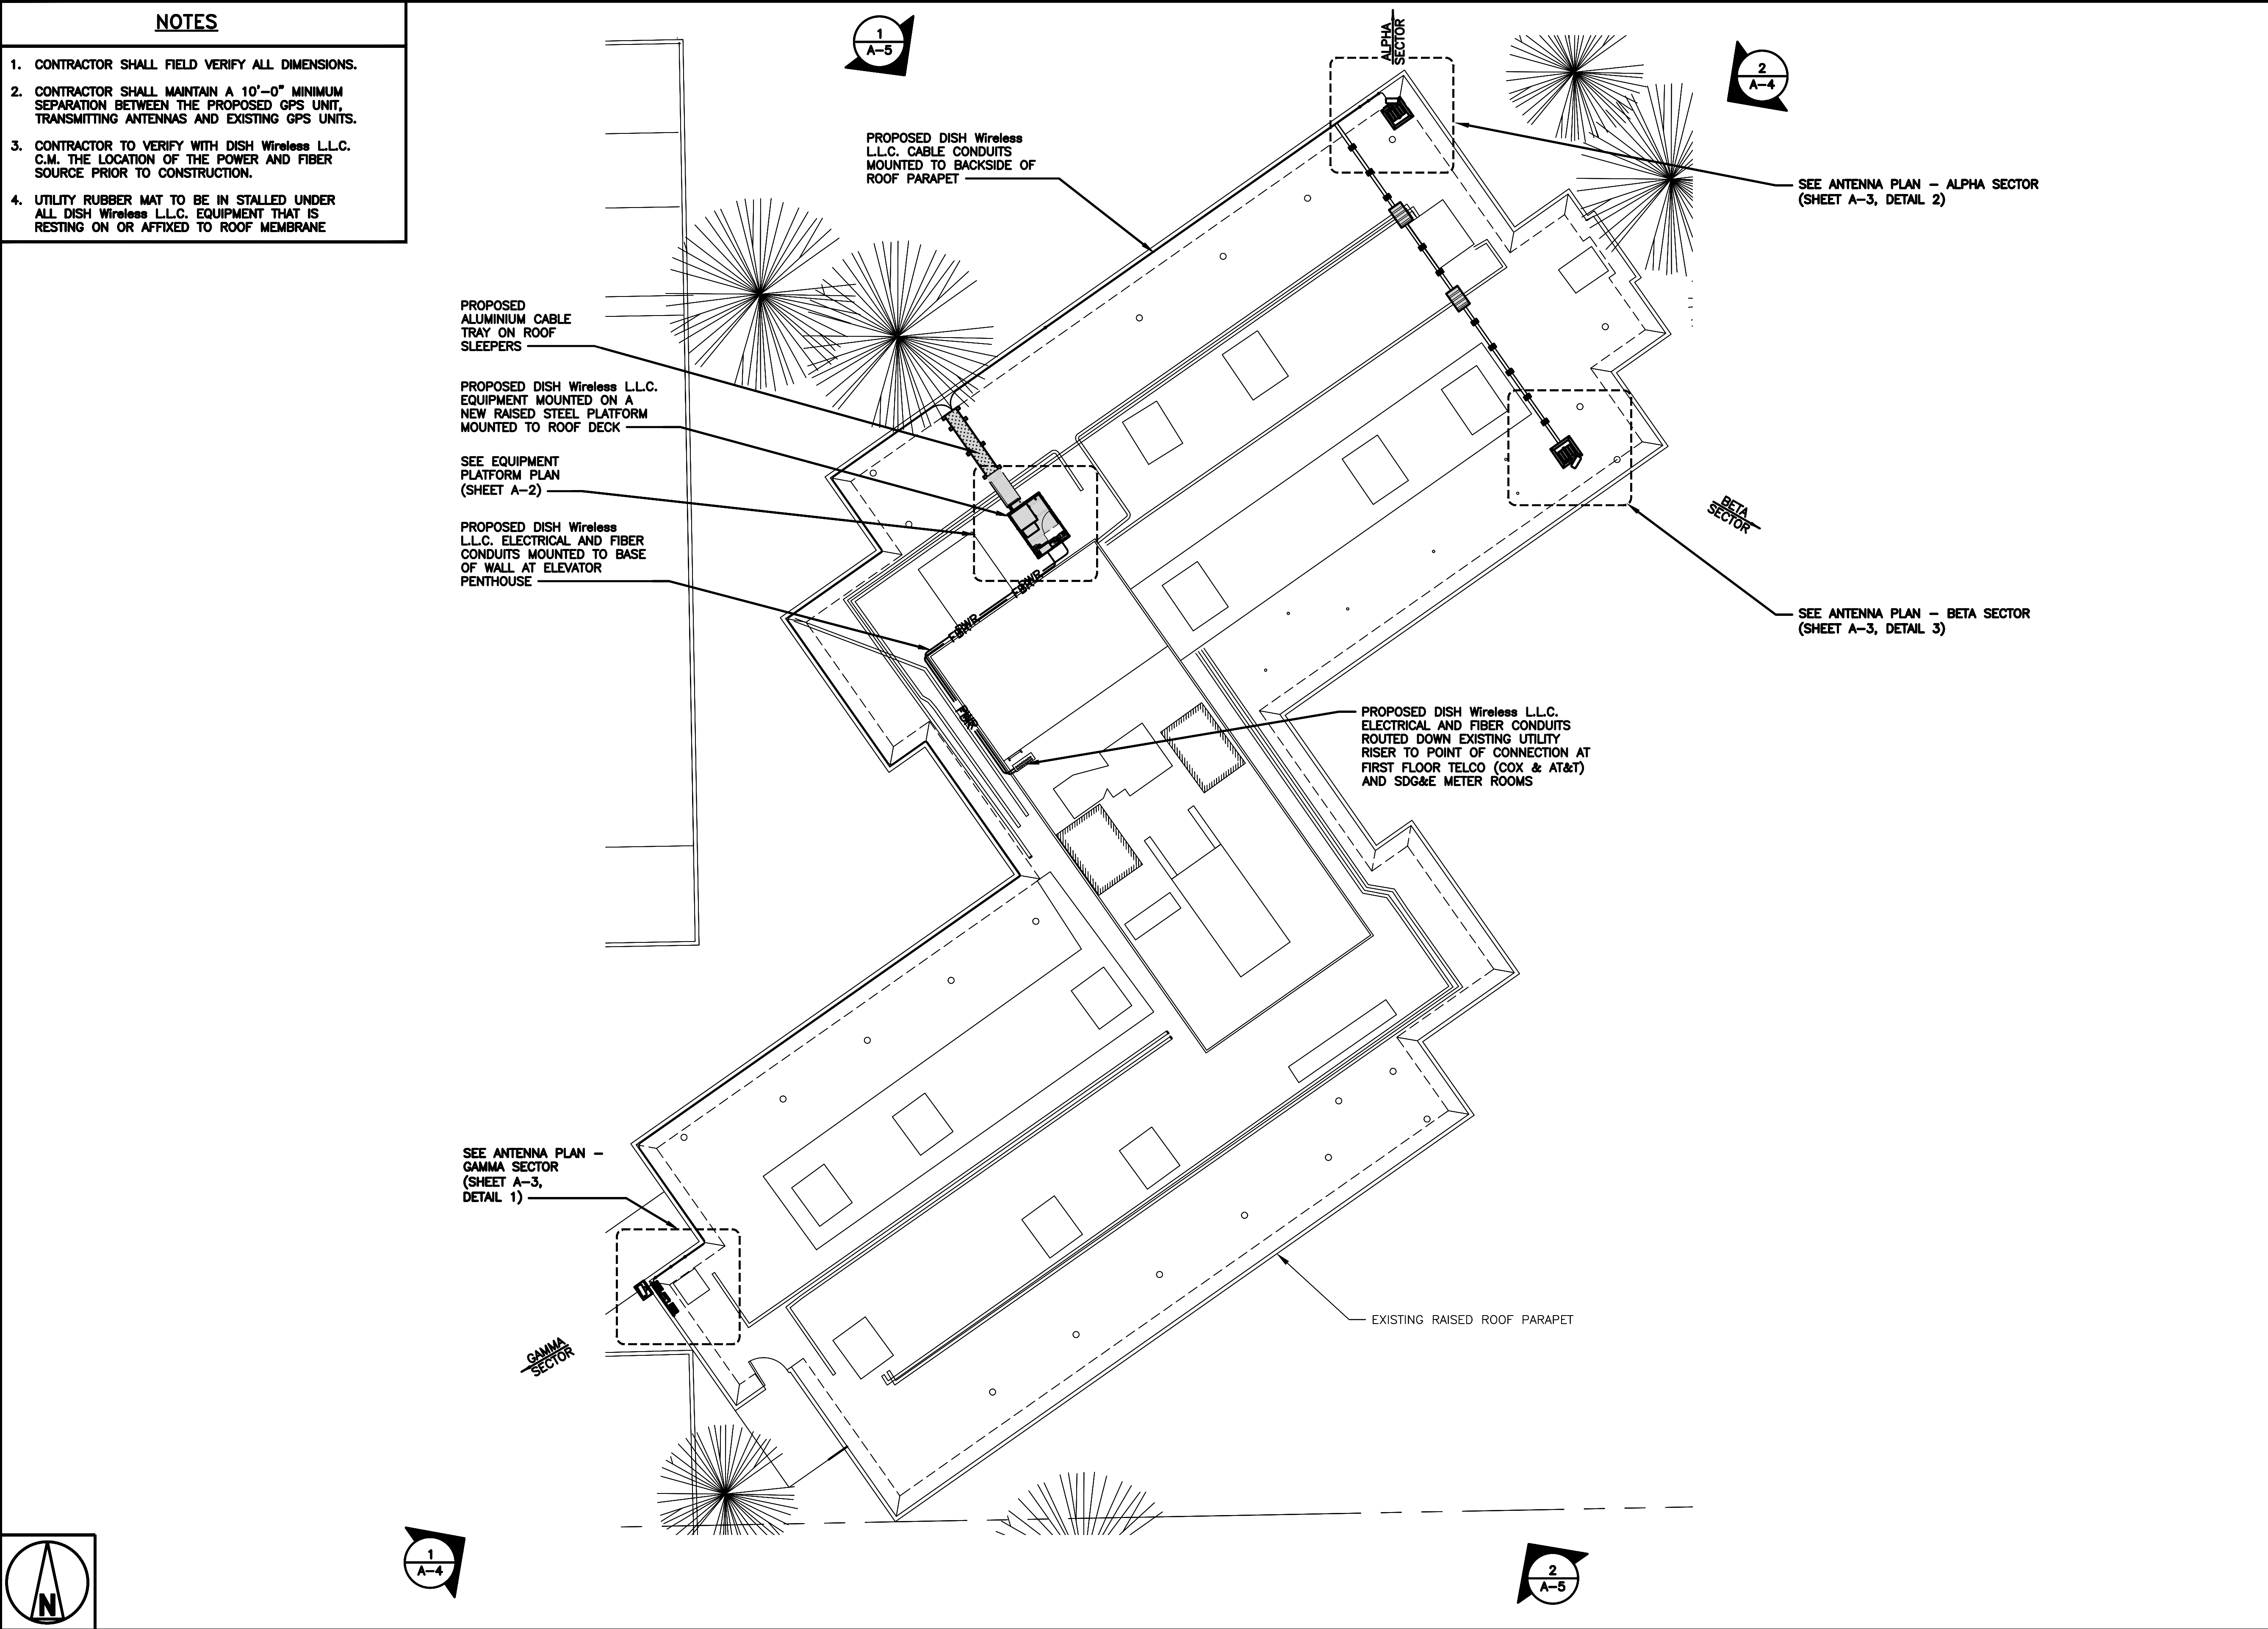 NOTES
1. CONTRACTOR SHALL FIELD VERIFY ALL DIMENSIONS.
2. CONTRACTOR SHALL MAINTAIN A 10'-0" MINIMUM
SEPARATION BETWEEN THE PROPOSED GPS UNIT,
TRANSMITTING ANTENNAS AND EXISTING GPS UNITS.
3. CONTRACTOR TO VERIFY WITH DISH Wireless L.L.C.
C.M. THE LOCATION OF THE POWER AND FIBER
SOURCE PRIOR TO CONSTRUCTION.
4. UTILITY RUBBER MAT TO BE IN STALLED UNDER
ALL DISH Wireless L.L.C. EQUIPMENT THAT IS
RESTING ON OR AFFIXED TO ROOF MEMBRANE
1
A-5
ALPHA
SECTOR
2
A-4
PROPOSED DISH Wireless
L.L.C. CABLE CONDUITS
MOUNTED TO BACKSIDE OF
ROOF PARAPET
SEE ANTENNA PLAN - ALPHA SECTOR
(SHEET A-3, DETAIL 2)
PROPOSED
ALUMINIUM CABLE
TRAY ON ROOF
SLEEPERS
PROPOSED DISH Wireless L.L.C.
EQUIPMENT MOUNTED ON A
NEW RAISED STEEL PLATFORM
MOUNTED TO ROOF DECK
SEE EQUIPMENT
PLATFORM PLAN
(SHEET A-2)
PROPOSED DISH Wireless
L.L.C. ELECTRICAL AND FIBER
CONDUITS MOUNTED TO BASE
OF WALL AT ELEVATOR
PENTHOUSE
BETA
SECTOR
SEE ANTENNA PLAN - BETA SECTOR
(SHEET A-3, DETAIL 3)
PROPOSED DISH Wireless L.L.C.
ELECTRICAL AND FIBER CONDUITS
ROUTED DOWN EXISTING UTILITY
RISER TO POINT OF CONNECTION AT
FIRST FLOOR TELCO (COX & AT&T)
AND SDG&E METER ROOMS
SEE ANTENNA PLAN -
GAMMA SECTOR
(SHEET A-3,
DETAIL 1)
GAMMA
SECTOR
EXISTING RAISED ROOF PARAPET
N
1
A-4
2
A-5